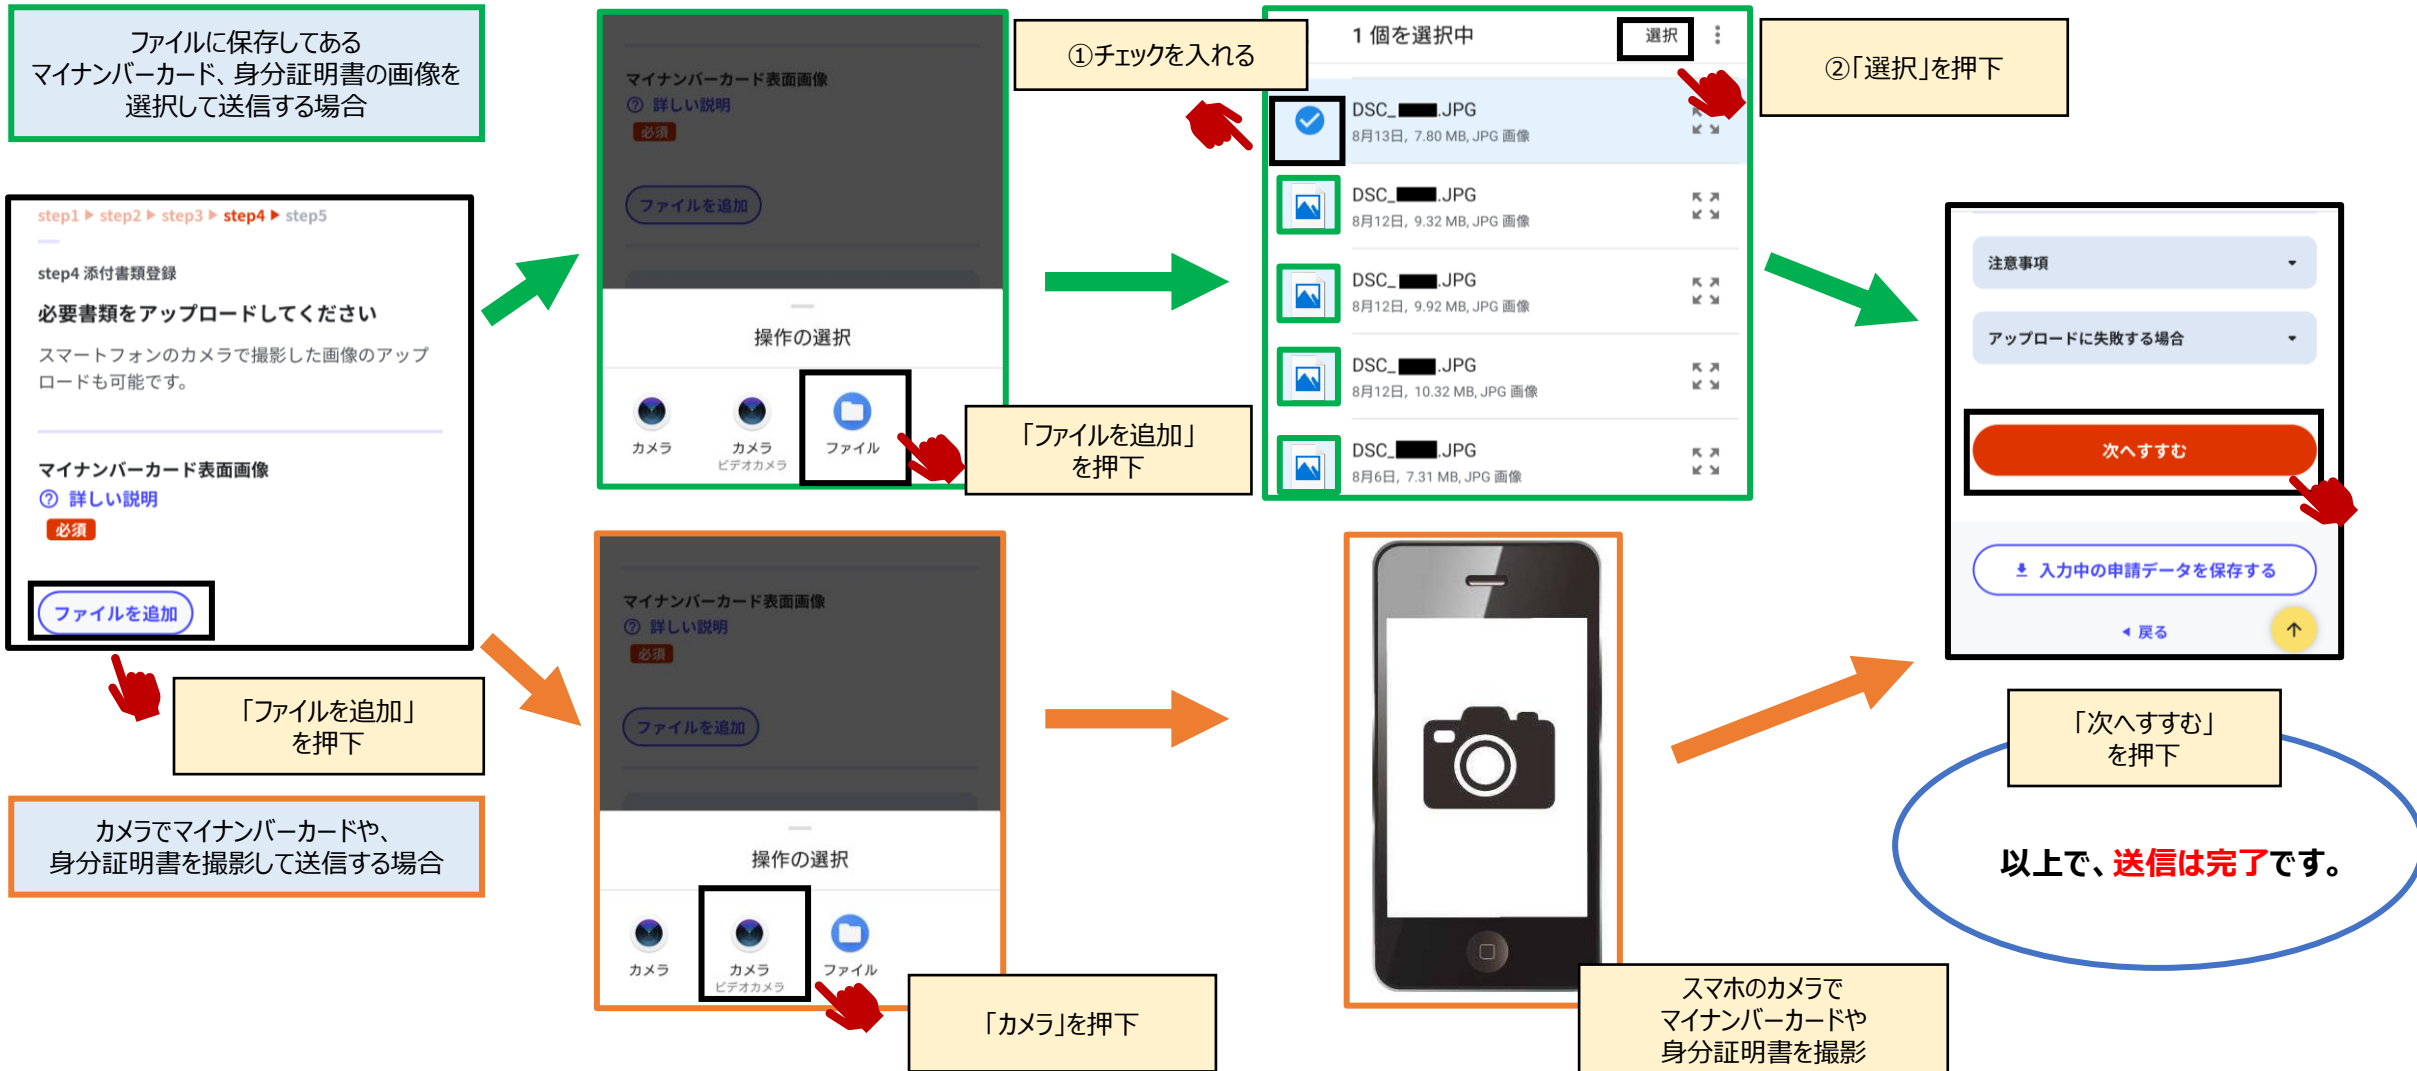 ファイルに保存してある
マイナンバーカード、身分証明書の画像を
選択して送信する場合
step1 ▶ step2 ▶ step3 ▶ step4 ▶ step5
step4 添付書類登録
必要書類をアップロードしてください
スマートフォンのカメラで撮影した画像のアップ
ロードも可能です。
マイナンバーカード表面画像
? 詳しい説明
必須
ファイルを追加
「ファイルを追加」
を押下
カメラでマイナンバーカードや、
身分証明書を撮影して送信する場合
マイナンバーカード表面画像
? 詳しい説明
必須
ファイルを追加
操作の選択
カメラ
カメラ
ビデオカメラ
ファイル
「ファイルを追加」
を押下
①チェックを入れる
1 個を選択中
選択
②「選択」を押下
DSC_ .JPG
8月13日, 7.80 MB, JPG 画像
DSC_ .JPG
8月12日, 9.32 MB, JPG 画像
DSC_ .JPG
8月12日, 9.92 MB, JPG 画像
DSC_ .JPG
8月12日, 10.32 MB, JPG 画像
DSC_ .JPG
8月6日, 7.31 MB, JPG 画像
マイナンバーカード表面画像
? 詳しい説明
必須
ファイルを追加
操作の選択
カメラ
カメラ
ビデオカメラ
ファイル
「カメラ」を押下
スマホのカメラで
マイナンバーカードや
身分証明書を撮影
注意事項
アップロードに失敗する場合
次へすすむ
入力中の申請データを保存する
戻る
「次へすすむ」
を押下
以上で、送信は完了です。